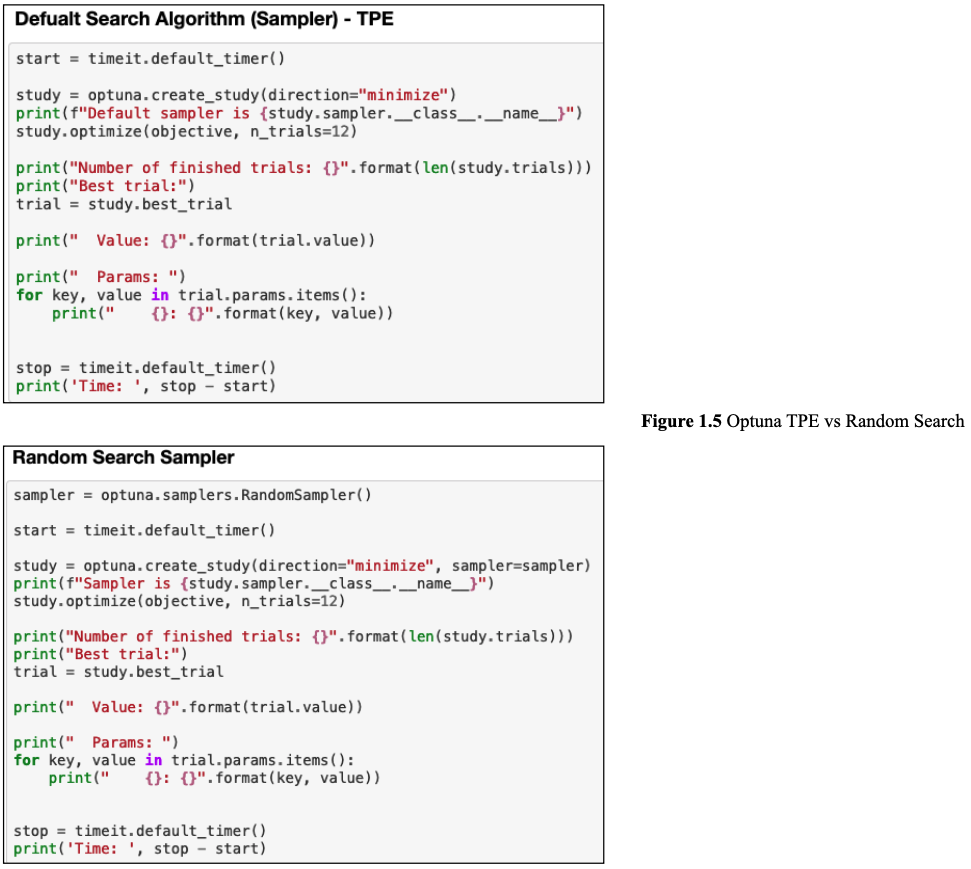 Defualt Search Algorithm (Sampler) - TPE
start = timeit.default_timer()
study = optuna.create_study(direction="minimize")
print(f"Default sampler is {study.sampler.__class__.__name__}")
study.optimize(objective, n_trials=12)
print("Number of finished trials: {}".format(len(study.trials)))
print("Best trial:")
trial = study.best_trial
print("  Value: {}".format(trial.value))
print("  Params: ")
for key, value in trial.params.items():
    print("    {}: {}".format(key, value))
stop = timeit.default_timer()
print('Time: ', stop - start)
Figure 1.5 Optuna TPE vs Random Search
Random Search Sampler
sampler = optuna.samplers.RandomSampler()
start = timeit.default_timer()
study = optuna.create_study(direction="minimize", sampler=sampler)
print(f"Sampler is {study.sampler.__class__.__name__}")
study.optimize(objective, n_trials=12)
print("Number of finished trials: {}".format(len(study.trials)))
print("Best trial:")
trial = study.best_trial
print("  Value: {}".format(trial.value))
print("  Params: ")
for key, value in trial.params.items():
    print("    {}: {}".format(key, value))
stop = timeit.default_timer()
print('Time: ', stop - start)